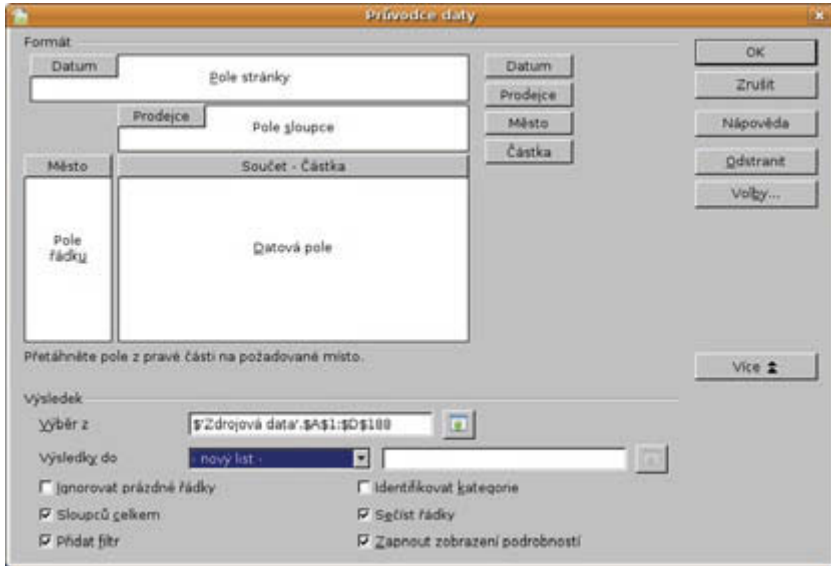 Průvodce daty
Formát
Datum
Pole stránky
Prodejce
Pole sloupce
Město
Součet - Částka
Pole řádku
Datová pole
Datum
Prodejce
Město
Částka
OK
Zrušit
Nápověda
Odstranit
Volby...
Přetáhněte pole z pravé části na požadované místo.
Více
Výsledek
Výběr z
$'Zdrojová data'.$A$1:$D$180
Výsledky do
- nový list -
Ignorovat prázdné řádky
Identifikovat kategorie
Sloupců celkem
Sečíst řádky
Přidat filtr
Zapnout zobrazení podrobností